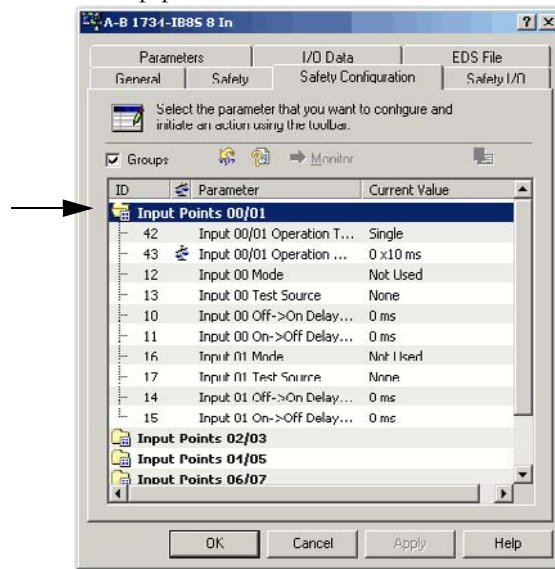 A-B 1734-IB8S 8 In
Parameters I/O Data EDS File
General Safety Safety Configuration Safety I/O
Select the parameter that you want to configure and
initiate an action using the toolbar.
Groups Monitor
ID Parameter Current Value
Input Points 00/01
42 Input 00/01 Operation T... Single
43 Input 00/01 Operation ... 0 x10 ms
12 Input 00 Mode Not Used
13 Input 00 Test Source None
10 Input 00 Off->On Delay... 0 ms
11 Input 00 On->Off Delay... 0 ms
16 Input 01 Mode Not Used
17 Input 01 Test Source None
14 Input 01 Off->On Delay... 0 ms
15 Input 01 On->Off Delay... 0 ms
Input Points 02/03
Input Points 04/05
Input Points 06/07
OK Cancel Apply Help